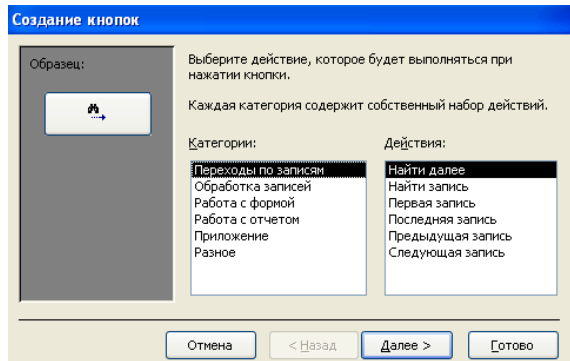 Создание кнопок
Образец:
Выберите действие, которое будет выполняться при
нажатии кнопки.
Каждая категория содержит собственный набор действий.
Категории:
Переходы по записям
Обработка записей
Работа с формой
Работа с отчетом
Приложение
Разное
Действия:
Найти далее
Найти запись
Первая запись
Последняя запись
Предыдущая запись
Следующая запись
Отмена
< Назад
Далее >
Готово